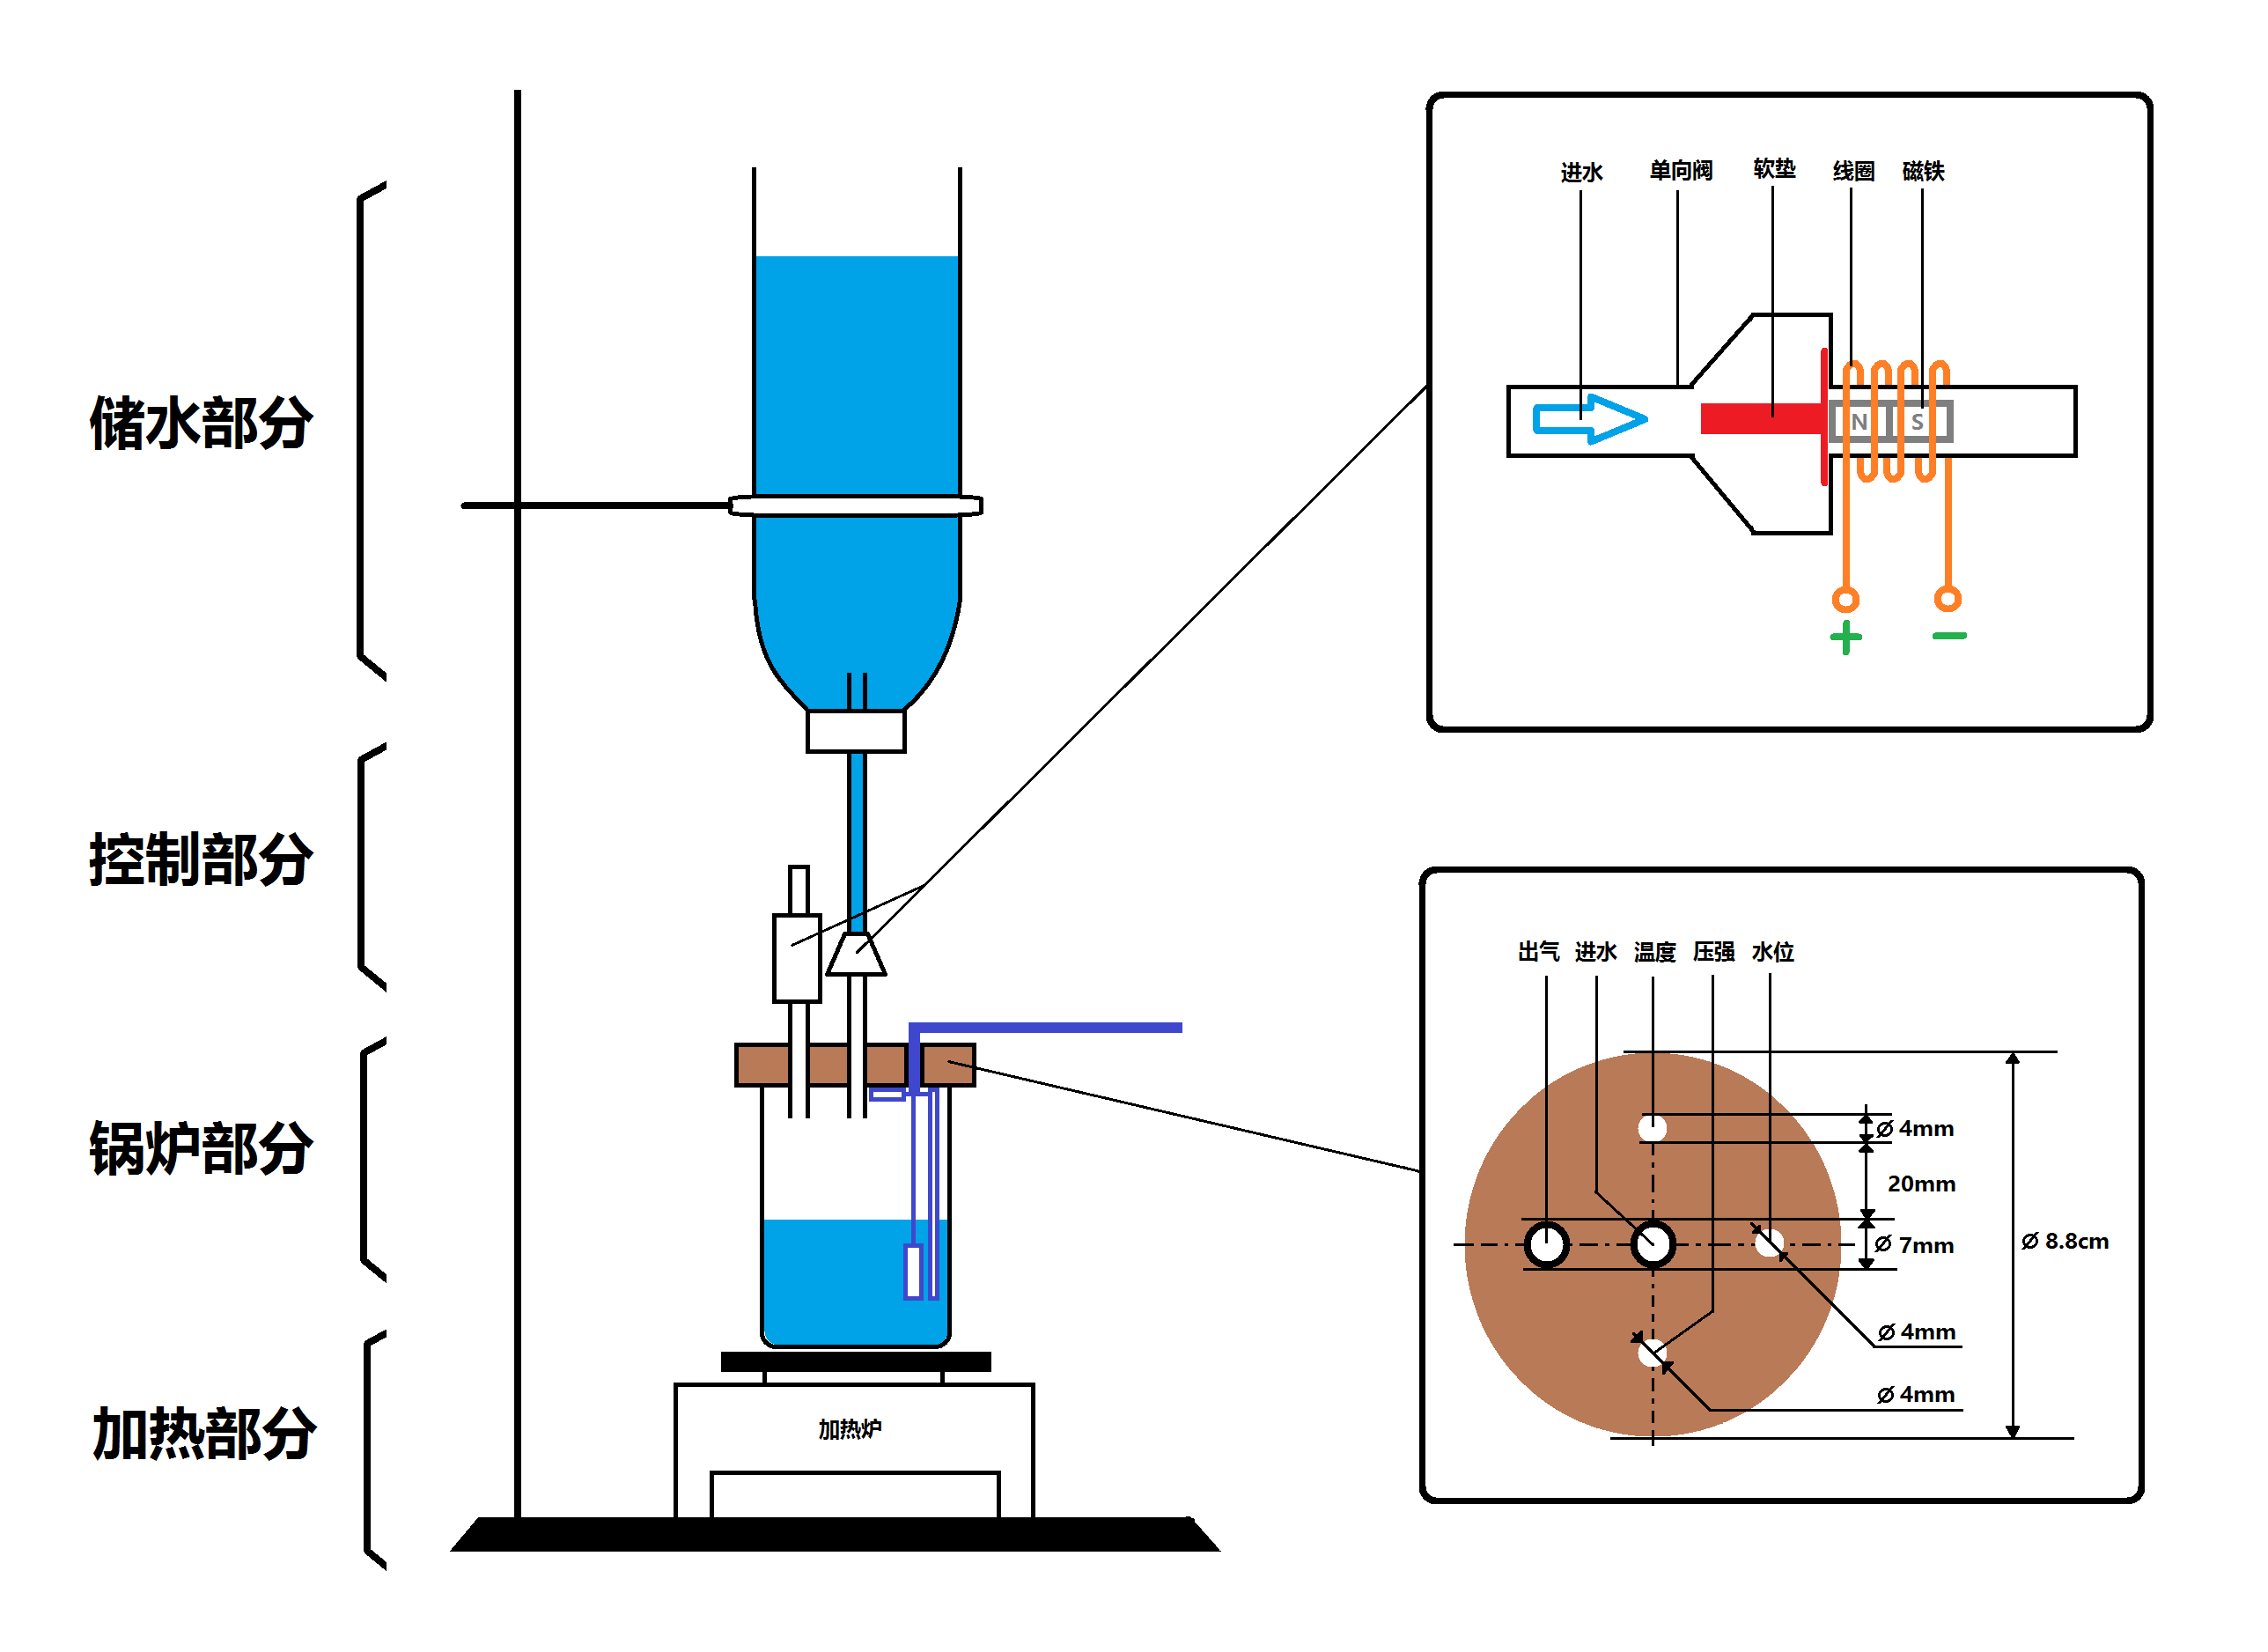 储水部分
控制部分
锅炉部分
加热部分
加热炉
进水 单向阀 软垫 线圈 磁铁
N S
+ −
出气 进水 温度 压强 水位
⌀ 4mm
20mm
⌀ 7mm
⌀ 8.8cm
⌀ 4mm
⌀ 4mm